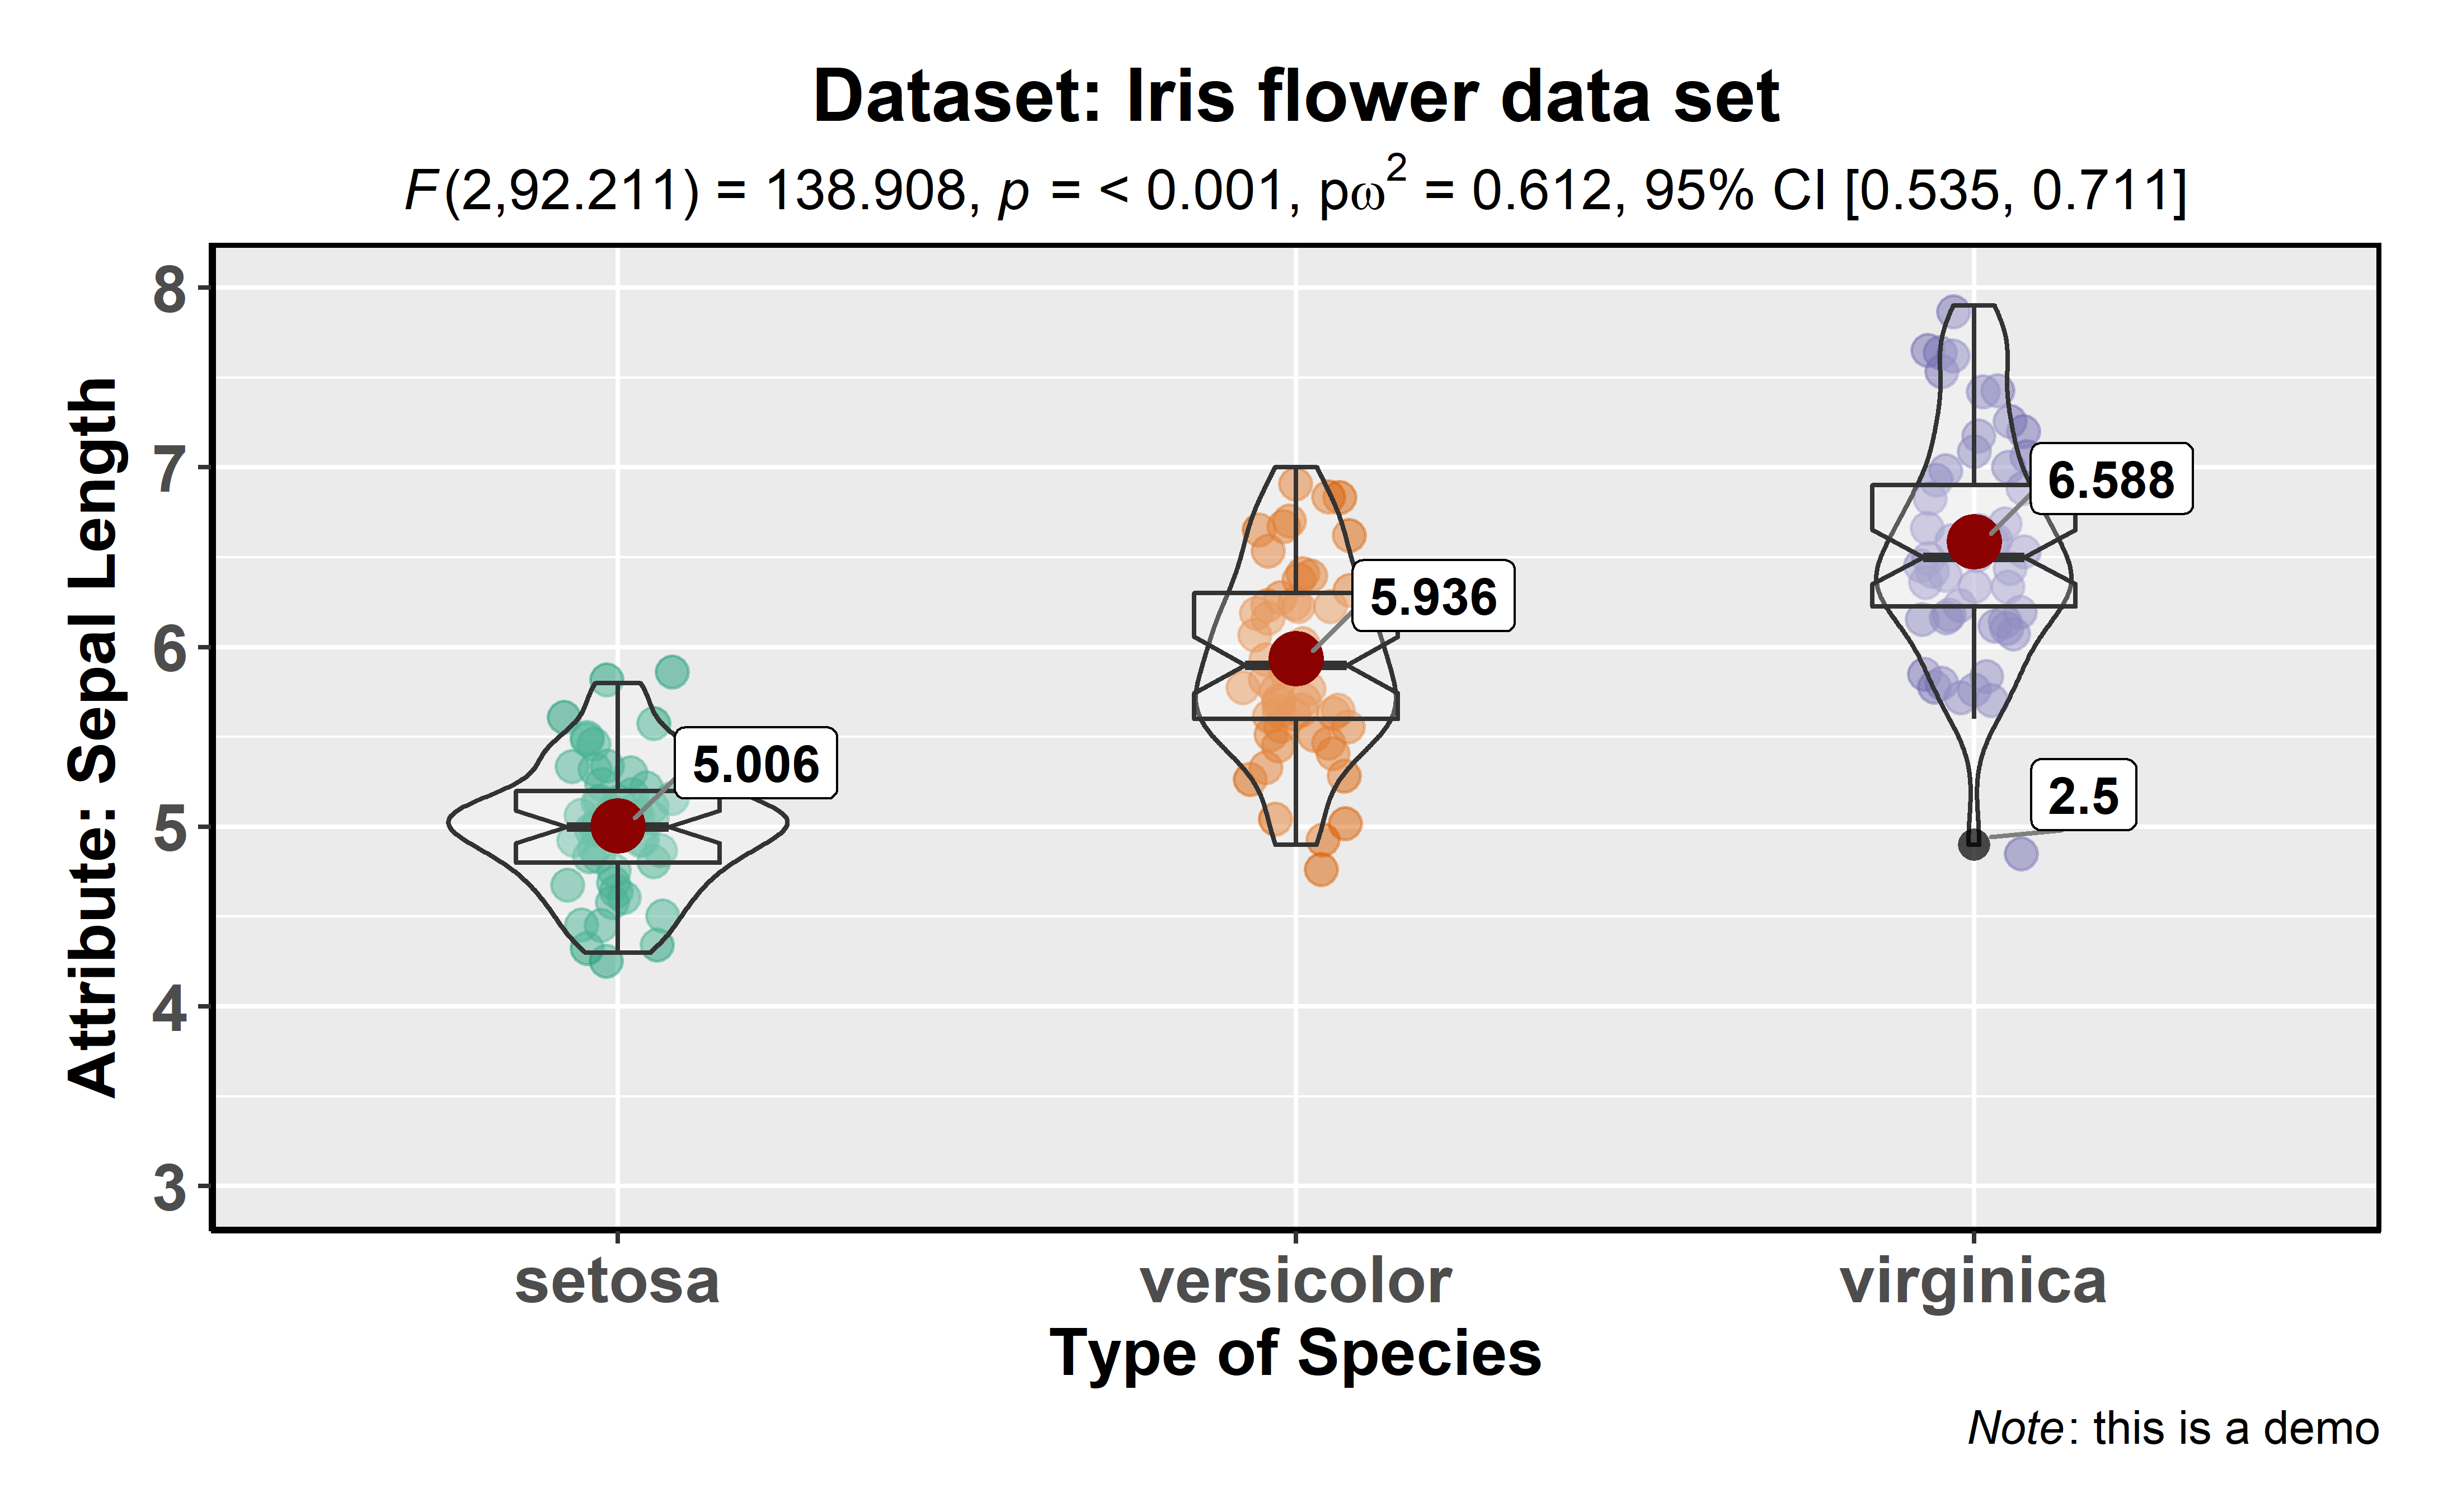 Dataset: Iris flower data set
F(2,92.211) = 138.908, p = < 0.001, pω² = 0.612, 95% CI [0.535, 0.711]
Attribute: Sepal Length
8
7
6
5
4
3
6.588
5.936
5.006
2.5
setosa
versicolor
virginica
Type of Species
Note: this is a demo